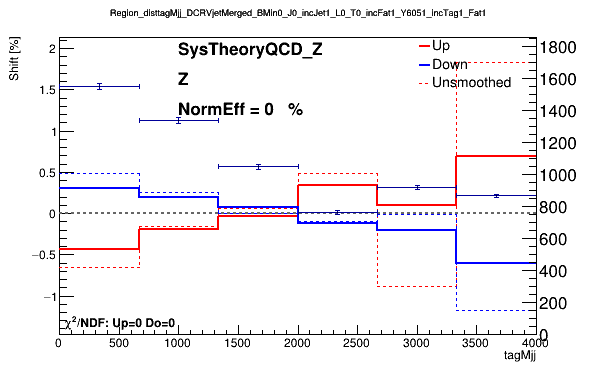 Region_disttagMjj_DCRVjetMerged_BMin0_J0_incJet1_L0_T0_incFat1_Y6051_incTag1_Fat1
Shift [%]
SysTheoryQCD_Z
Z
NormEff = 0 %
Up
Down
Unsmoothed
2
1.5
1
0.5
0
−0.5
−1
1800
1600
1400
1200
1000
800
600
400
200
0
χ²/NDF: Up=0 Do=0
0 500 1000 1500 2000 2500 3000 3500 4000
tagMjj